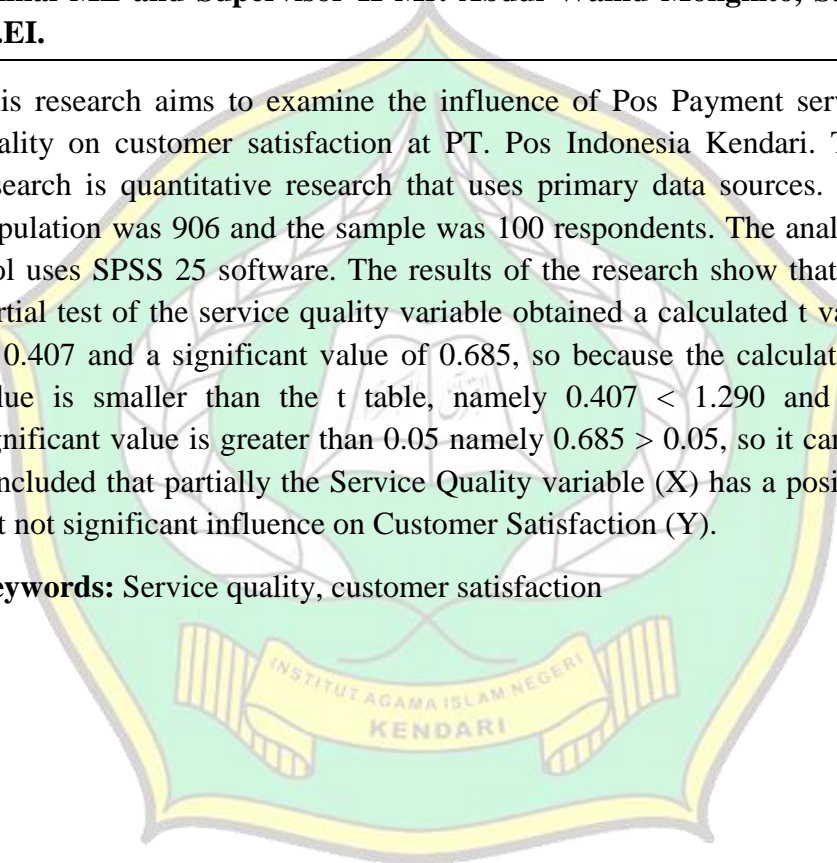 and Supervisor II Mr. Abdul Wahid Mongkito, S
.EI.
is research aims to examine the influence of Pos Payment serv
ality on customer satisfaction at PT. Pos Indonesia Kendari. T
search is quantitative research that uses primary data sources.
pulation was 906 and the sample was 100 respondents. The anal
ol uses SPSS 25 software. The results of the research show that
rtial test of the service quality variable obtained a calculated t va
0.407 and a significant value of 0.685, so because the calculat
lue is smaller than the t table, namely 0.407 < 1.290 and
gnificant value is greater than 0.05 namely 0.685 > 0.05, so it can
ncluded that partially the Service Quality variable (X) has a posi
t not significant influence on Customer Satisfaction (Y).
eywords: Service quality, customer satisfaction
INSTITUT AGAMA ISLAM NEGERI
KENDARI